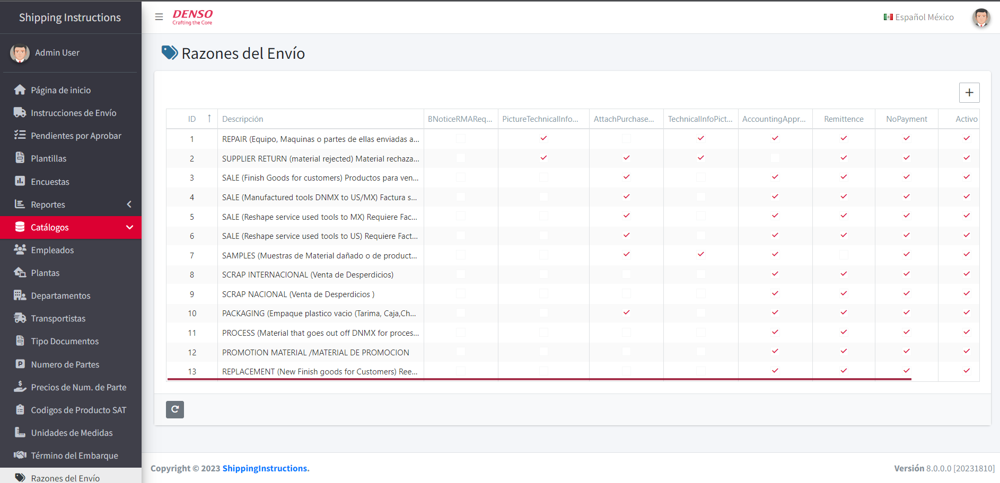 Shipping Instructions
DENSO
Crafting the Core
Español México
Admin User
Página de inicio
Instrucciones de Envío
Pendientes por Aprobar
Plantillas
Encuestas
Reportes
Catálogos
Empleados
Plantas
Departamentos
Transportistas
Tipo Documentos
Numero de Partes
Precios de Num. de Parte
Codigos de Producto SAT
Unidades de Medidas
Término del Embarque
Razones del Envío
Razones del Envío
ID Descripción BNoticeRMAReq... PictureTechnicalInfo... AttachPurchase... TechnicalInfoPict... AccountingAppr... Remittence NoPayment Activo
1 REPAIR (Equipo, Maquinas o partes de ellas enviadas a...
2 SUPPLIER RETURN (material rejected) Material rechaza...
3 SALE (Finish Goods for customers) Productos para ven...
4 SALE (Manufactured tools DNMX to US/MX) Factura s...
5 SALE (Reshape service used tools to MX) Requiere Fac...
6 SALE (Reshape service used tools to US) Requiere Fact...
7 SAMPLES (Muestras de Material dañado o de product...
8 SCRAP INTERNACIONAL (Venta de Desperdicios)
9 SCRAP NACIONAL (Venta de Desperdicios )
10 PACKAGING (Empaque plastico vacio (Tarima, Caja,Ch...
11 PROCESS (Material that goes out off DNMX for proces...
12 PROMOTION MATERIAL /MATERIAL DE PROMOCION
13 REPLACEMENT (New Finish goods for Customers) Ree...
Copyright © 2023 ShippingInstructions.
Versión 8.0.0.0 [20231810]